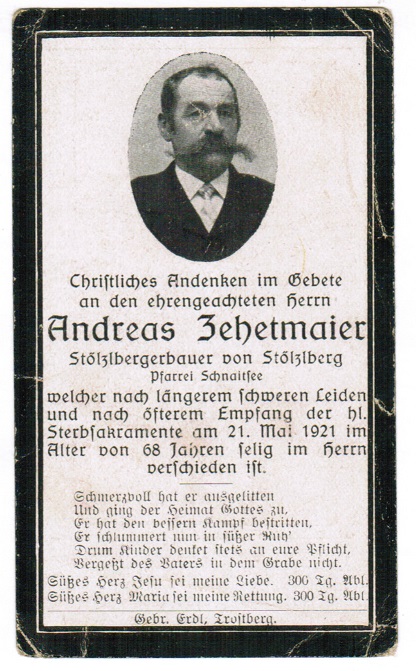 Christliches Andenken im Gebete
an den ehrengeachteten Herrn
Andreas Zehetmaier
Stölzlbergerbauer von Stölzlberg
Pfarrei Schnaitsee
welcher nach längerem schweren Leiden
und nach öfterem Empfang der hl.
Sterbsakramente am 21. Mai 1921 im
Alter von 68 Jahren selig im Herrn
verschieden ist.
Schmerzvoll hat er ausgelitten
Und ging der Heimat Gottes zu,
Er hat den bessern Kampf bestritten,
Er schlummert nun in süßer Ruh'
Drum Kinder denket stets an eure Pflicht,
Vergeßt des Vaters in dem Grabe nicht.
Süßes Herz Jesu sei meine Liebe. 300 Tg. Abl.
Süßes Herz Maria sei meine Rettung. 300 Tg. Abl.
Gebr. Erdl, Trostberg.